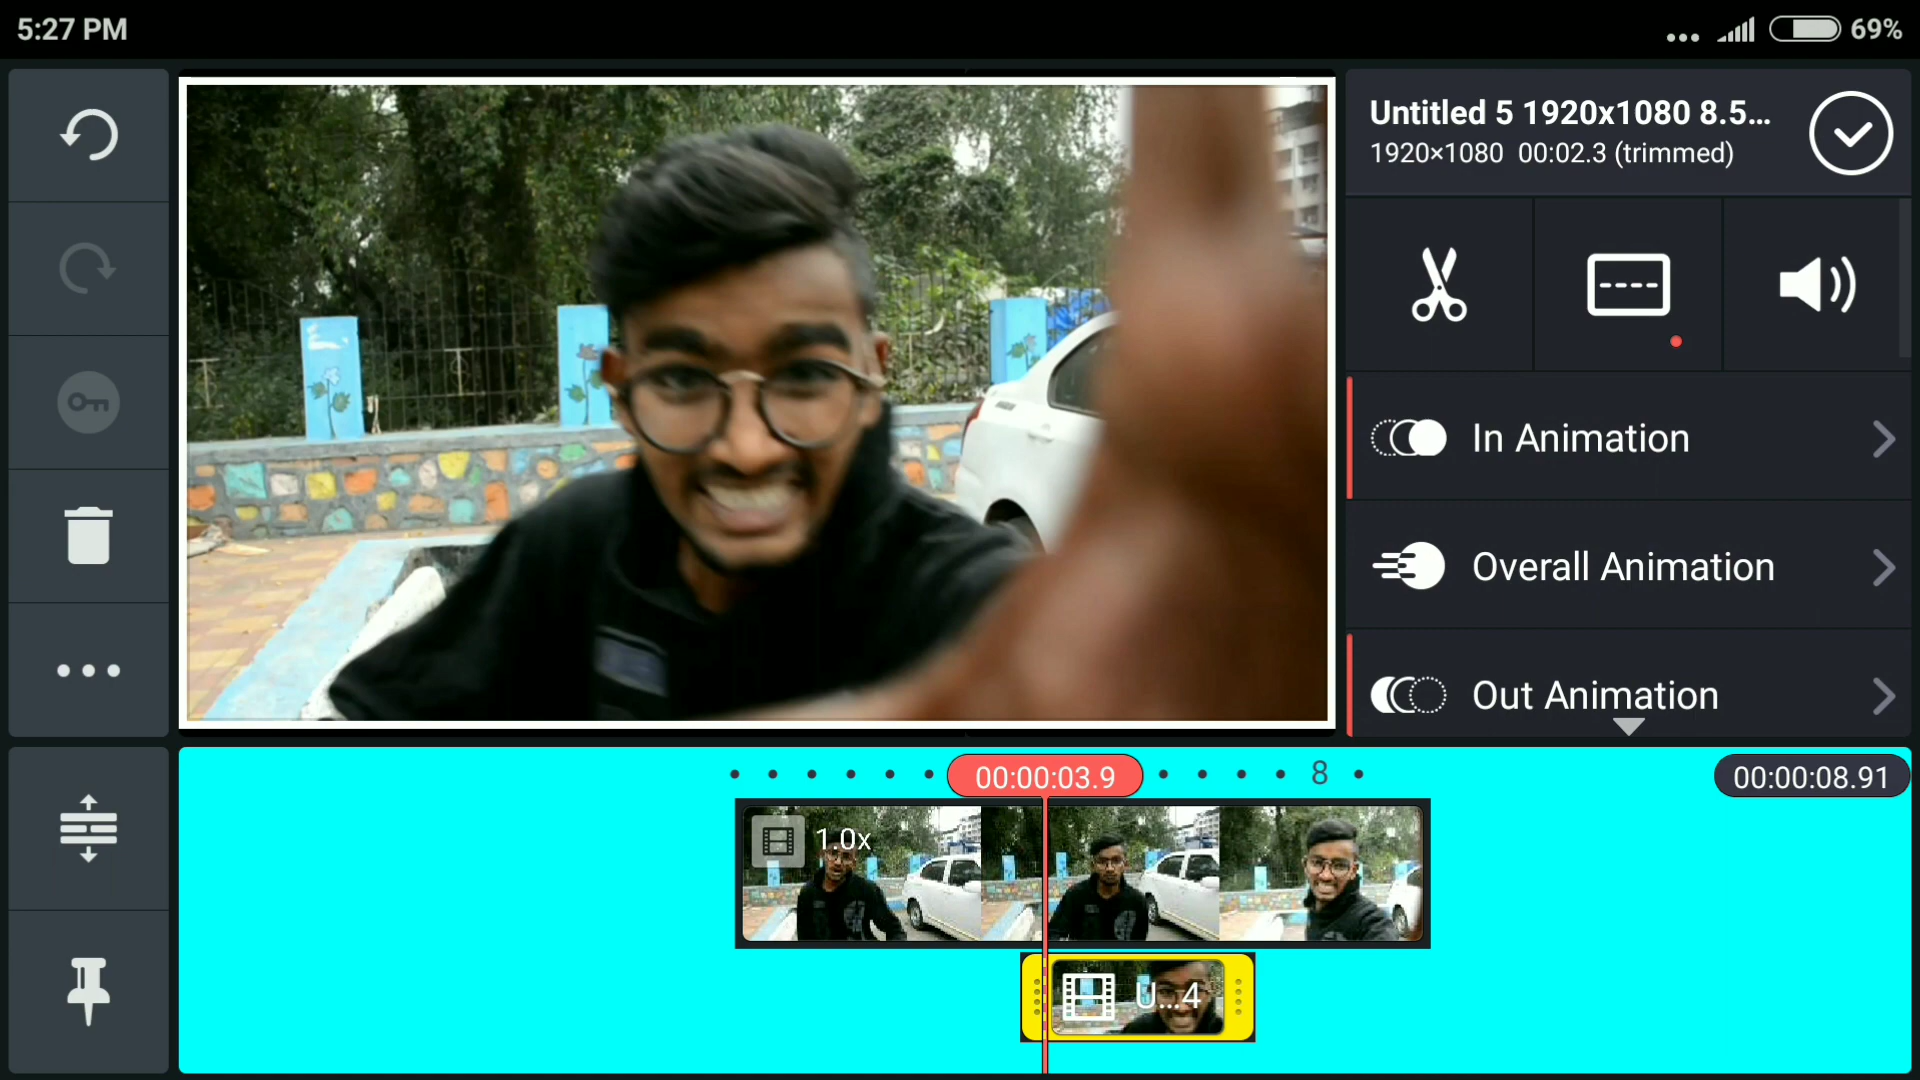 5:27 PM
69%
Untitled 5 1920x1080 8.5...
1920×1080 00:02.3 (trimmed)
In Animation
Overall Animation
Out Animation
00:00:03.9
8
00:00:08.91
1.0x
U...4